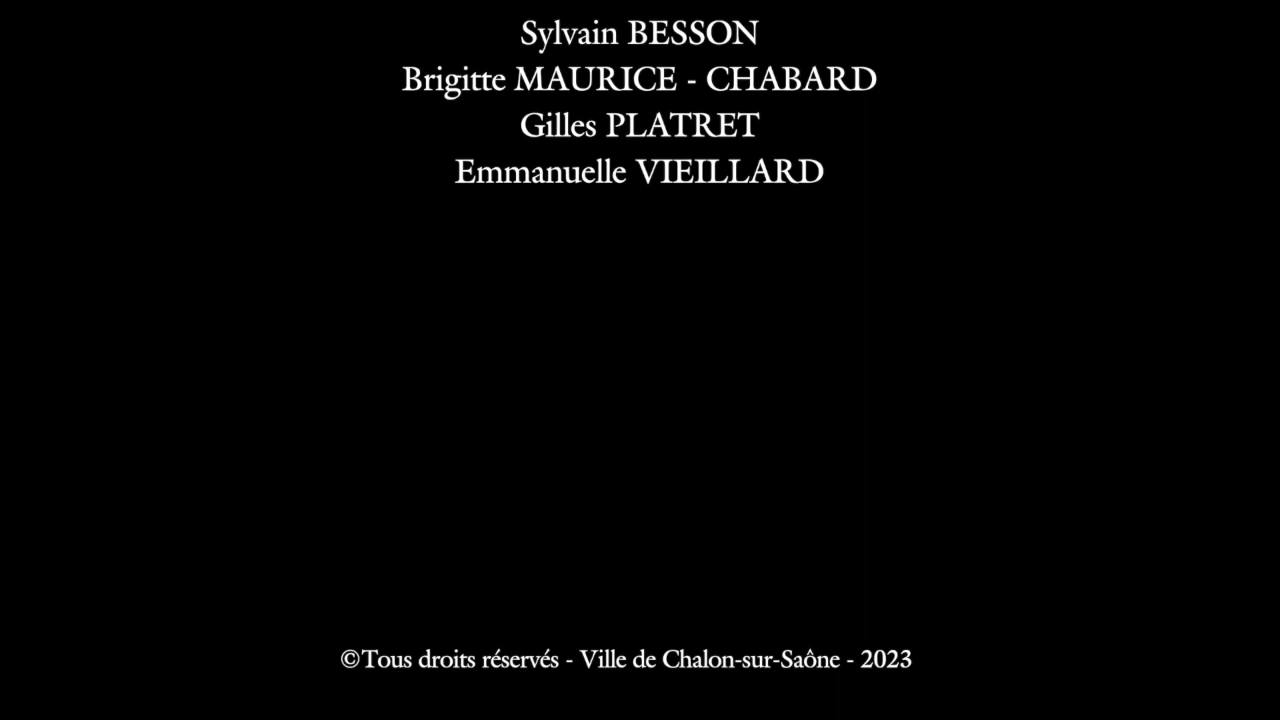 Sylvain BESSON
Brigitte MAURICE - CHABARD
Gilles PLATRET
Emmanuelle VIEILLARD
©Tous droits réservés - Ville de Chalon-sur-Saône - 2023